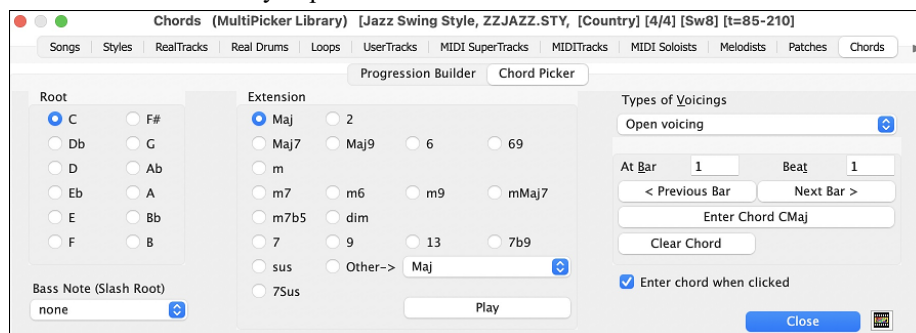 Chords (MultiPicker Library) [Jazz Swing Style, ZZJAZZ.STY, [Country] [4/4] [Sw8] [t=85-210]
Songs Styles RealTracks Real Drums Loops UserTracks MIDI SuperTracks MIDITracks MIDI Soloists Melodists Patches Chords
Progression Builder Chord Picker
Root
C F#
Db G
D Ab
Eb A
E Bb
F B
Bass Note (Slash Root)
none
Extension
Maj 2
Maj7 Maj9 6 69
m
m7 m6 m9 mMaj7
m7b5 dim
7 9 13 7b9
sus Other-> Maj
7Sus
Play
Types of Voicings
Open voicing
At Bar 1 Beat 1
< Previous Bar Next Bar >
Enter Chord CMaj
Clear Chord
Enter chord when clicked
Close